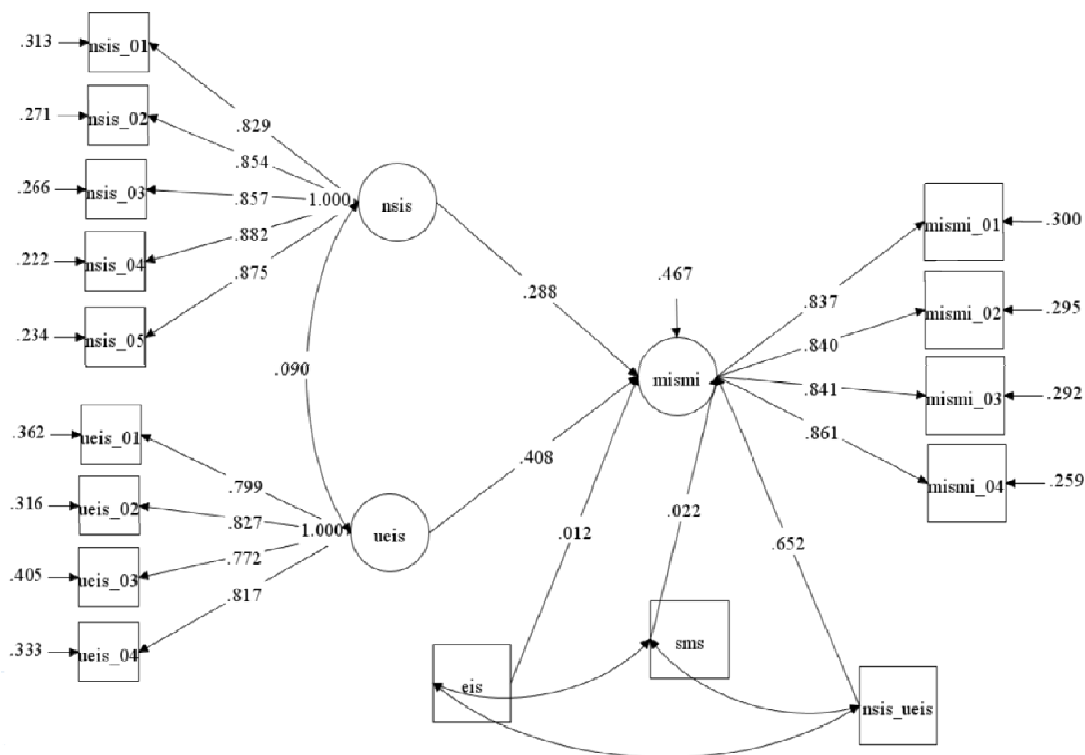 .313
nsis_01
.271
nsis_02
.266
nsis_03
.222
nsis_04
.234
nsis_05
.829
.854
.857
.882
.875
1.000
nsis
.090
.288
.362
ueis_01
.316
ueis_02
.405
ueis_03
.333
ueis_04
.799
.827
.772
.817
1.000
ueis
.408
.467
mismi
.837
.840
.841
.861
mismi_01
.300
mismi_02
.295
mismi_03
.292
mismi_04
.259
.012
.022
.652
eis
sms
nsis_ueis